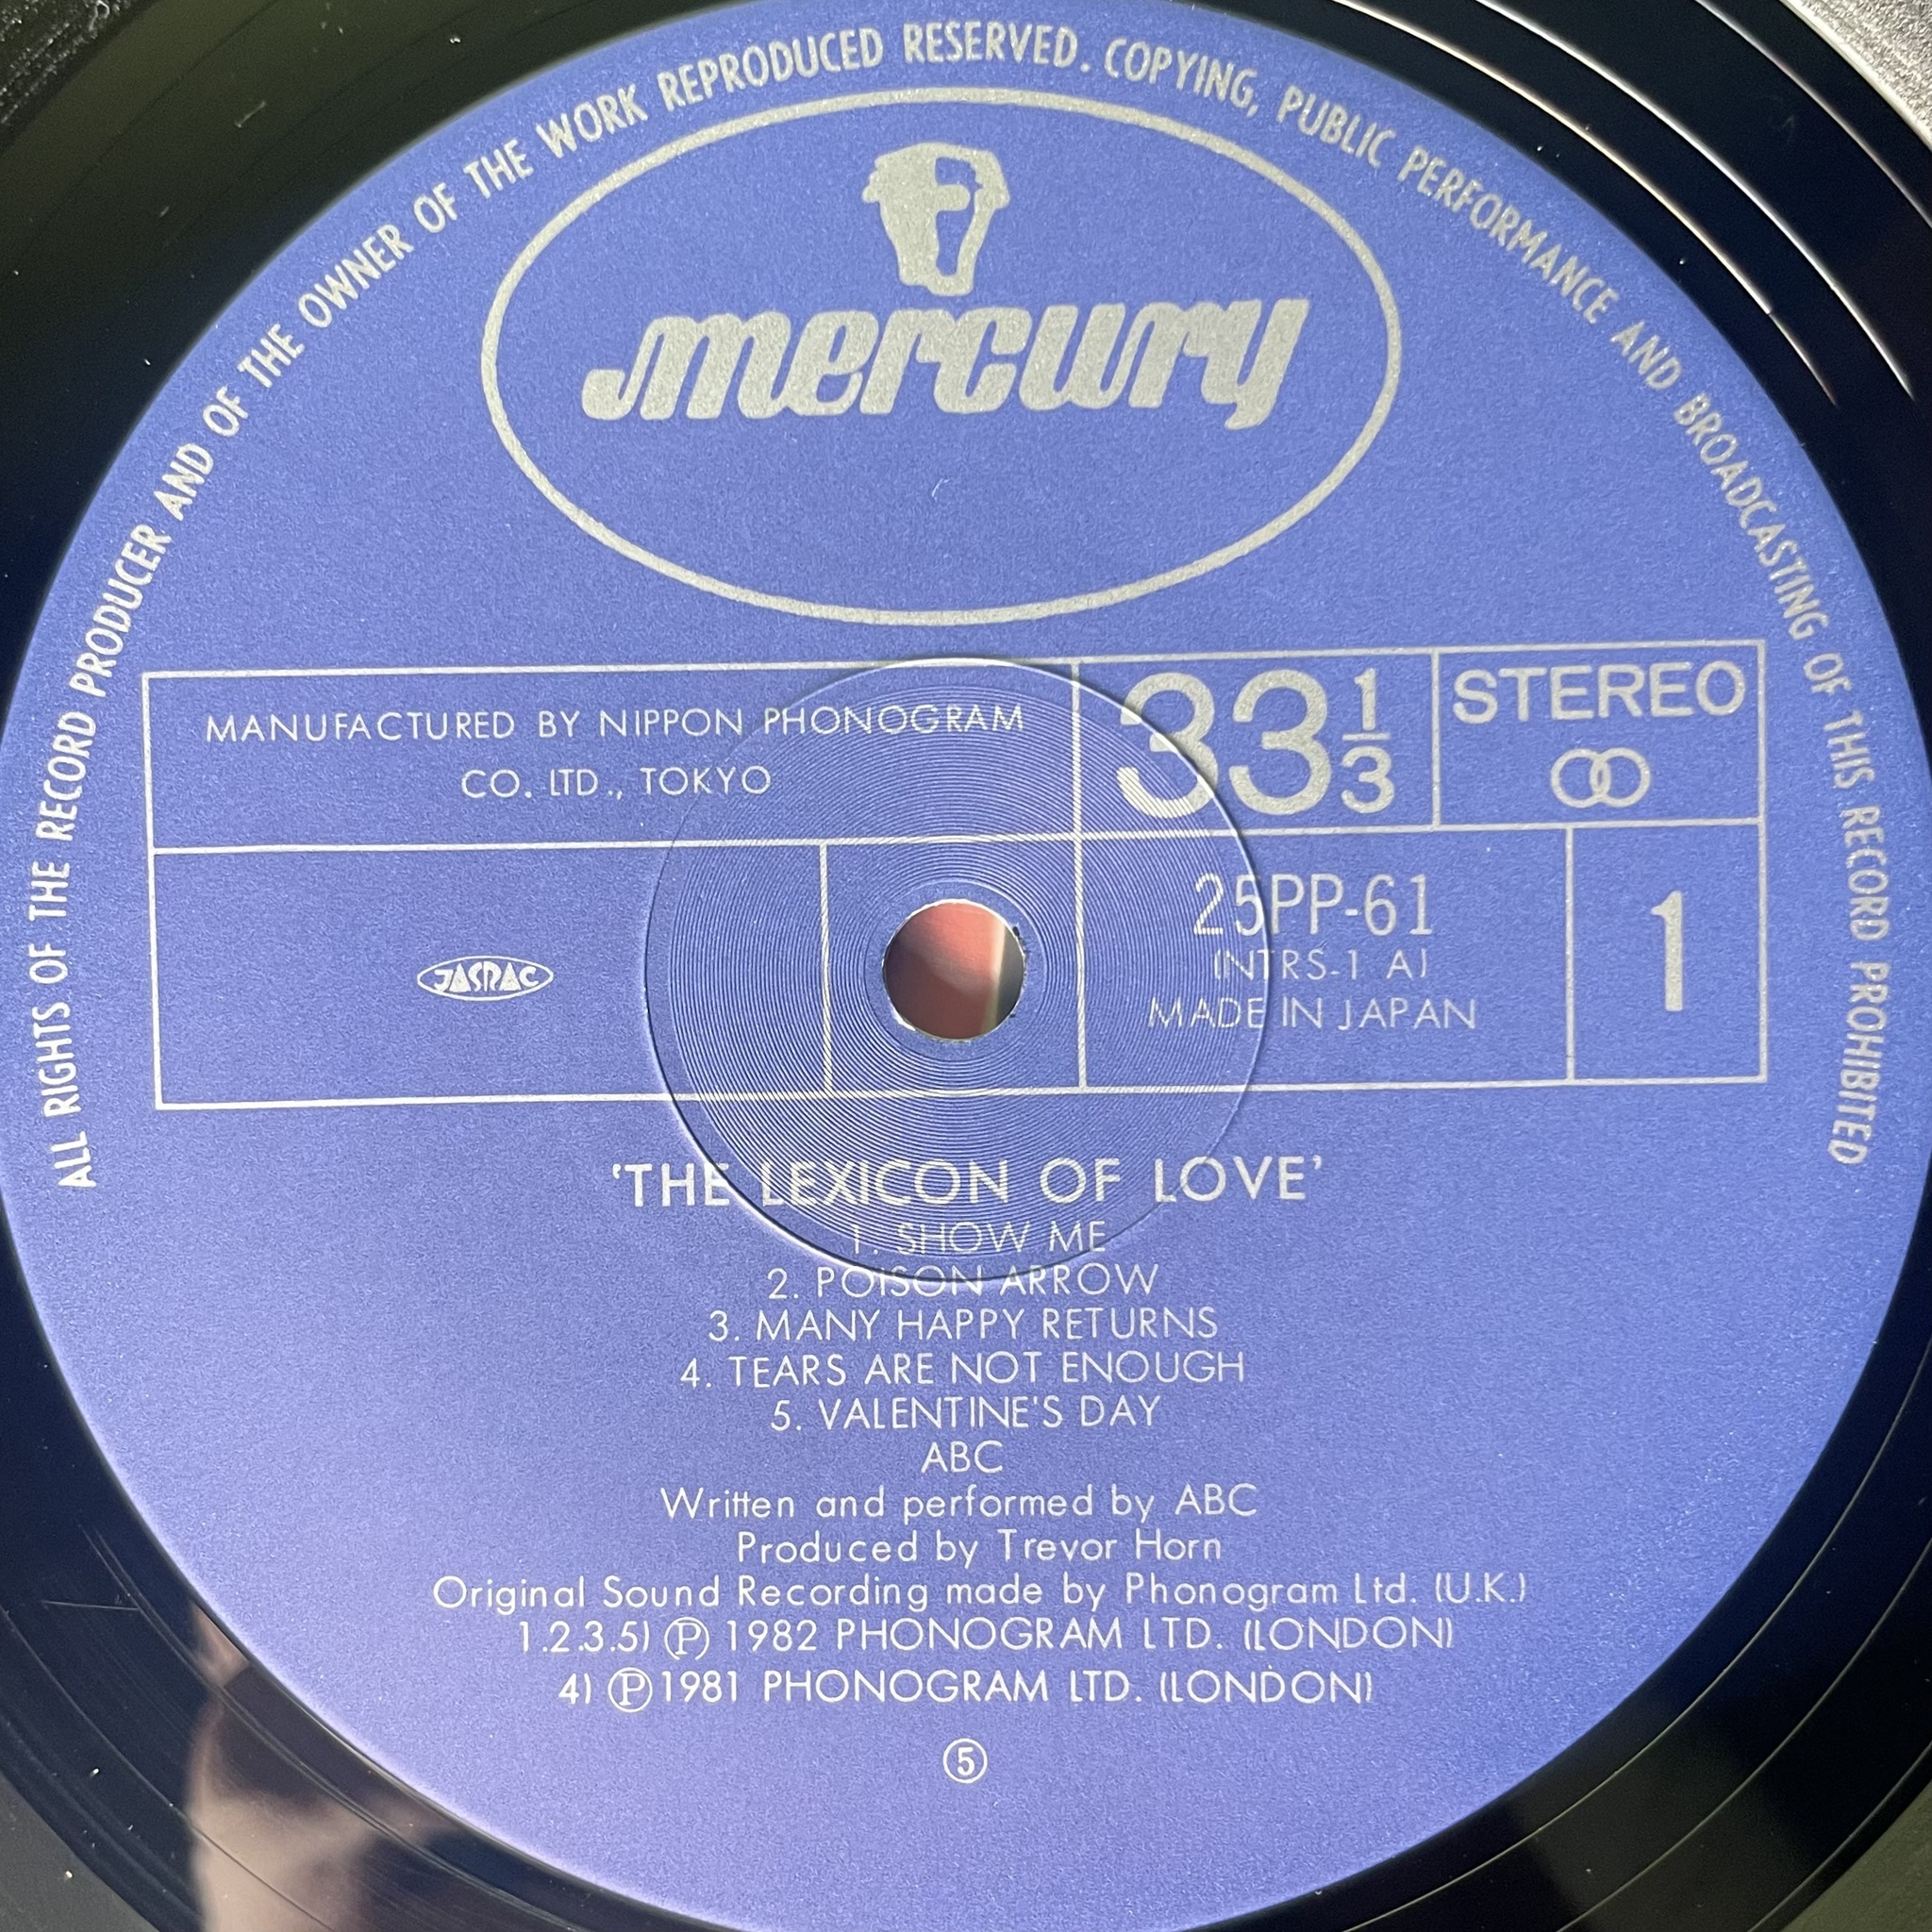 ALL RIGHTS OF THE RECORD PRODUCER AND OF THE OWNER OF THE WORK REPRODUCED RESERVED. COPYING, PUBLIC PERFORMANCE AND BROADCASTING OF THIS RECORD PROHIBITED
mercury
MANUFACTURED BY NIPPON PHONOGRAM
CO. LTD., TOKYO
33 1/3
STEREO
JASRAC
25PP-61
(NTRS-1 A)
MADE IN JAPAN
1
‘THE LEXICON OF LOVE’
1. SHOW ME
2. POISON ARROW
3. MANY HAPPY RETURNS
4. TEARS ARE NOT ENOUGH
5. VALENTINE'S DAY
ABC
Written and performed by ABC
Produced by Trevor Horn
Original Sound Recording made by Phonogram Ltd. (U.K.)
1.2.3.5) ℗ 1982 PHONOGRAM LTD. (LONDON)
4) ℗ 1981 PHONOGRAM LTD. (LONDON)
⑤